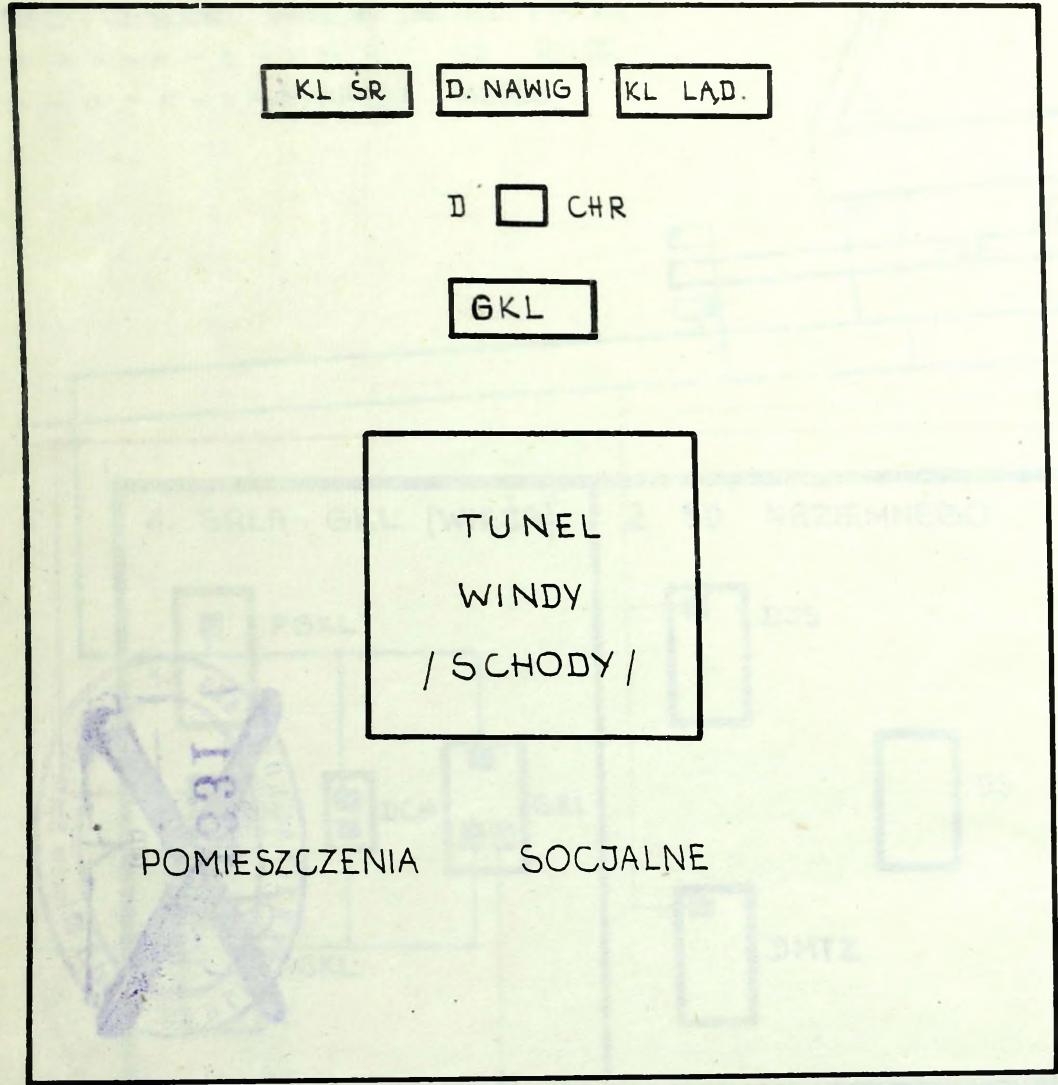 KL ŚR D. NAWIG KL LĄD.
D CHR
GKL
TUNEL
WINDY
/ SCHODY /
POMIESZCZENIA SOCJALNE